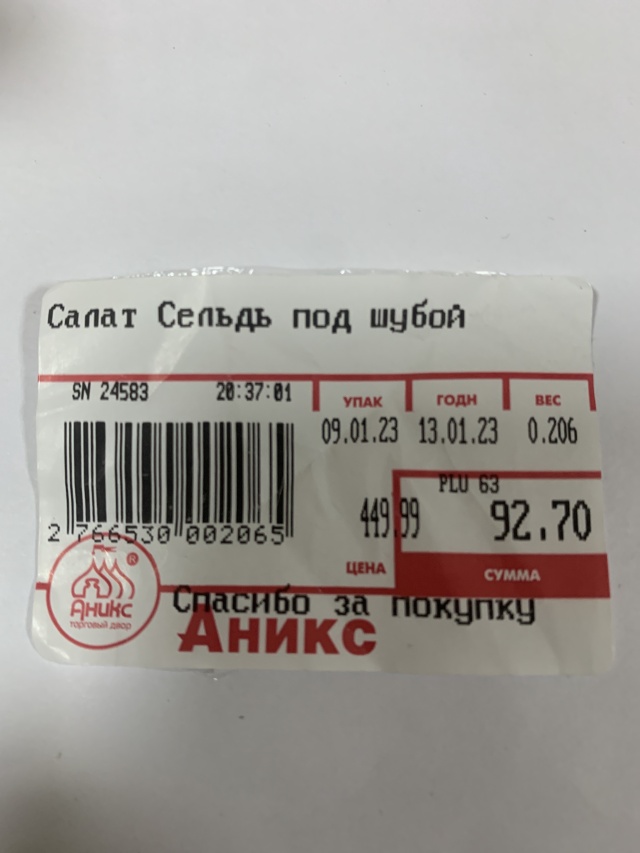 Салат Сельдь под шубой
SN 24583 20:37:01
УПАК ГОДН ВЕС
09.01.23 13.01.23 0.206
PLU 63
449.99 92.70
2 766530 002065
ЦЕНА СУММА
Аникс ®
торговый двор
Спасибо за покупку
Аникс